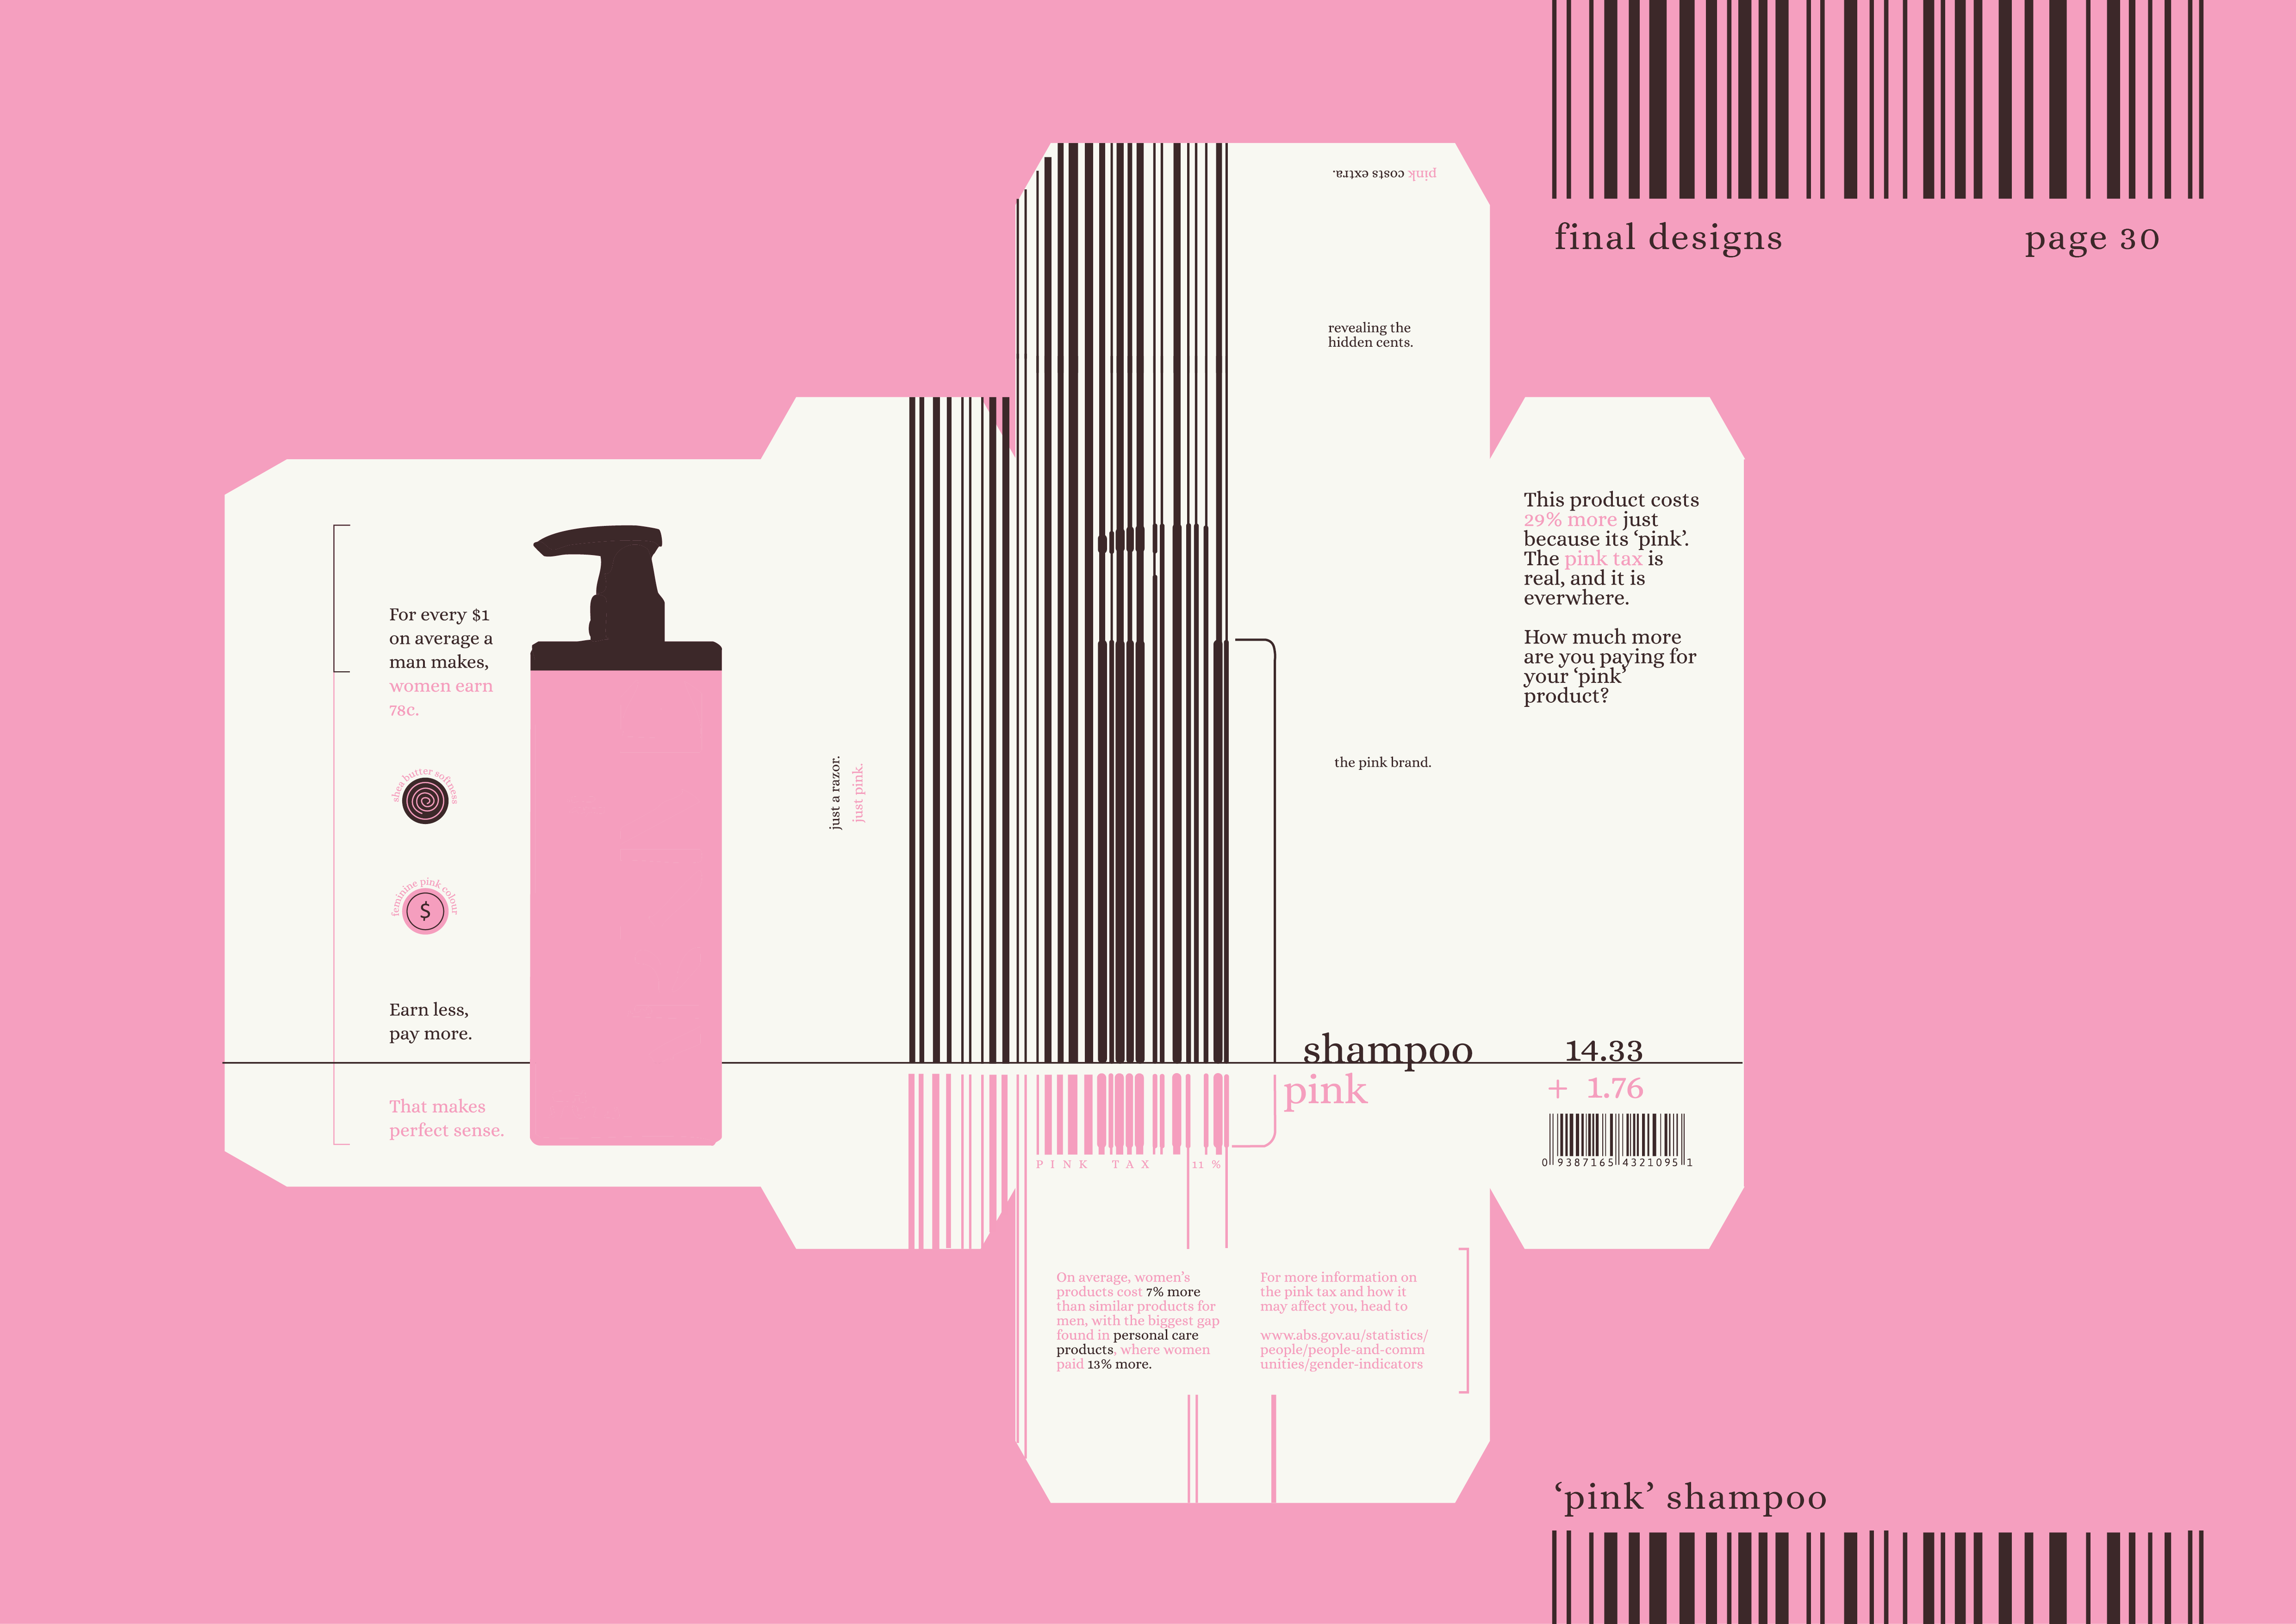 final designs
page 30
pink costs extra.
revealing the
hidden cents.
This product costs
29% more just
because its ‘pink’.
The pink tax is
real, and it is
everwhere.
How much more
are you paying for
your ‘pink’
product?
For every $1
on average a
man makes,
women earn
78c.
shea butter softness
feminine pink colour
$
Earn less,
pay more.
That makes
perfect sense.
just a razor.
just pink.
the pink brand.
shampoo
pink
14.33
+ 1.76
0 9387165 4321095 1
PINK TAX 11 %
On average, women’s
products cost 7% more
than similar products for
men, with the biggest gap
found in personal care
products, where women
paid 13% more.
For more information on
the pink tax and how it
may affect you, head to
www.abs.gov.au/statistics/
people/people-and-comm
unities/gender-indicators
‘pink’ shampoo